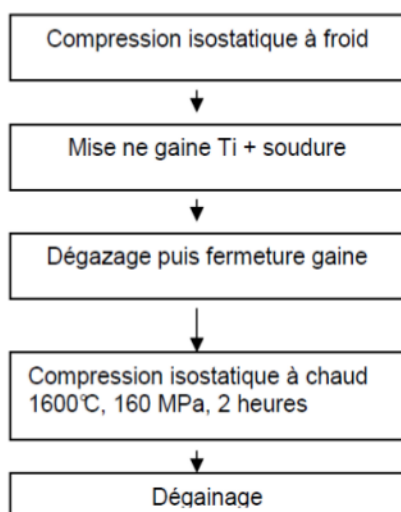 Compression isostatique à froid
Mise ne gaine Ti + soudure
Dégazage puis fermeture gaine
Compression isostatique à chaud
1600°C, 160 MPa, 2 heures
Dégainage